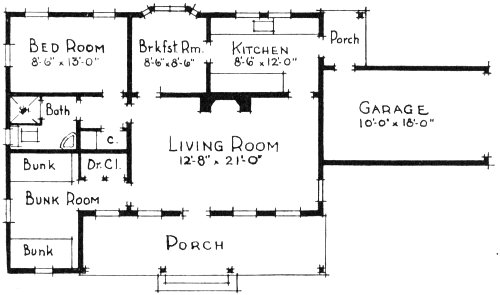 BED ROOM
8'-6" x 13'-0"
Brkfst Rm.
8'-6" x 8'-6"
KITCHEN
8'-6" x 12'-0"
Porch
GARAGE
10'-0" x 18'-0"
Bath
C.
LIVING ROOM
12'-8" x 21'-0"
Bunk
Dr. Cl.
BUNK ROOM
Bunk
PORCH